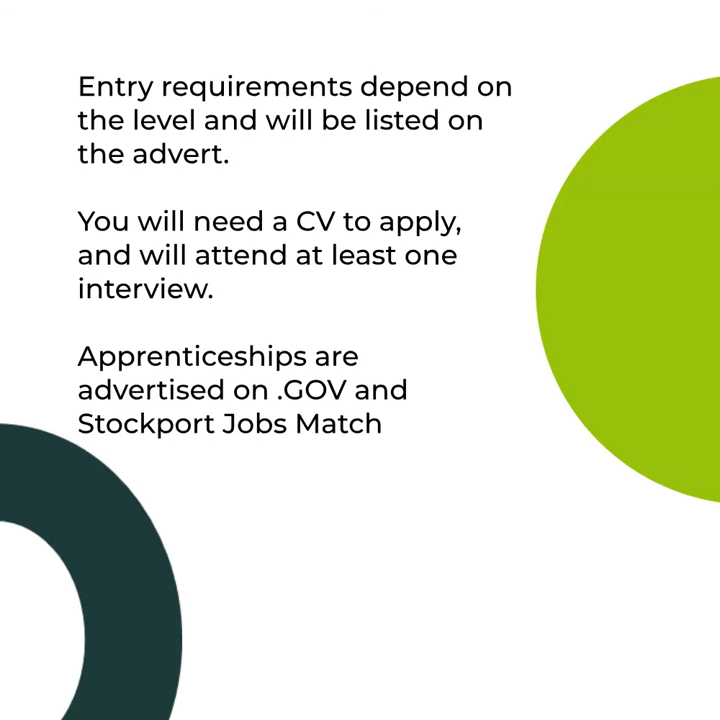 Entry requirements depend on
the level and will be listed on
the advert.
You will need a CV to apply,
and will attend at least one
interview.
Apprenticeships are
advertised on .GOV and
Stockport Jobs Match